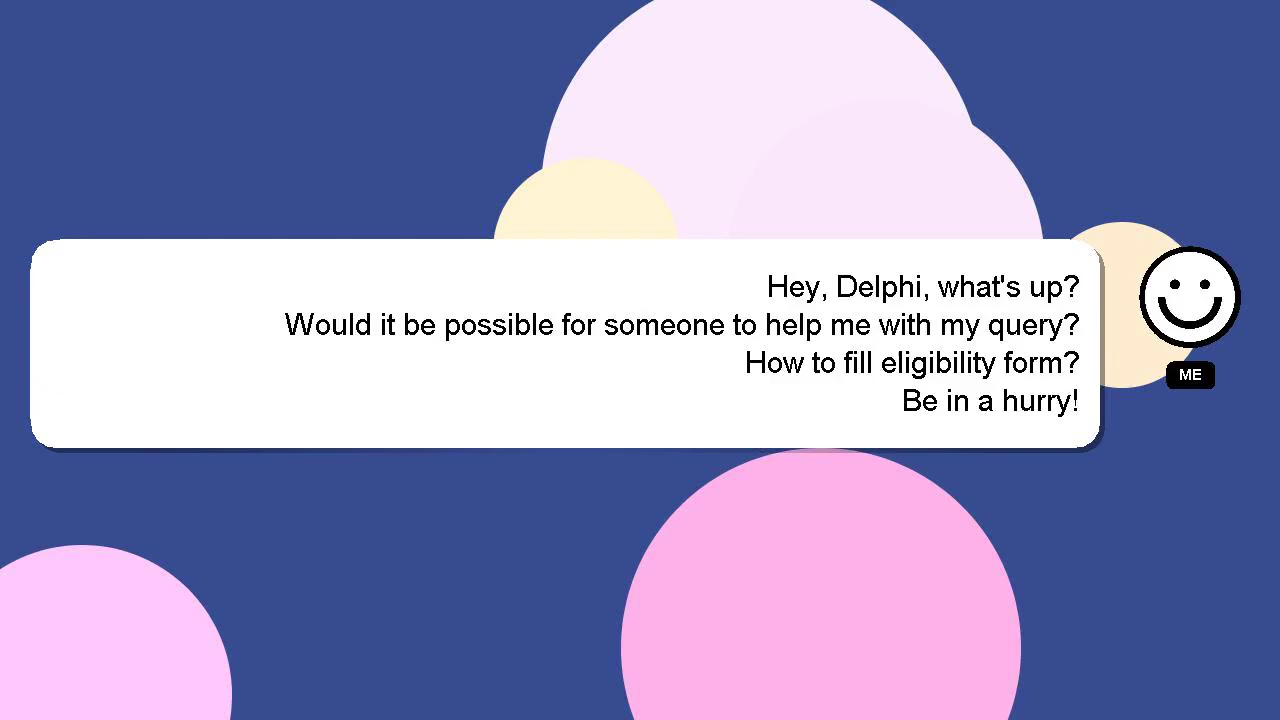 Hey, Delphi, what's up?
Would it be possible for someone to help me with my query?
How to fill eligibility form?
Be in a hurry!
ME